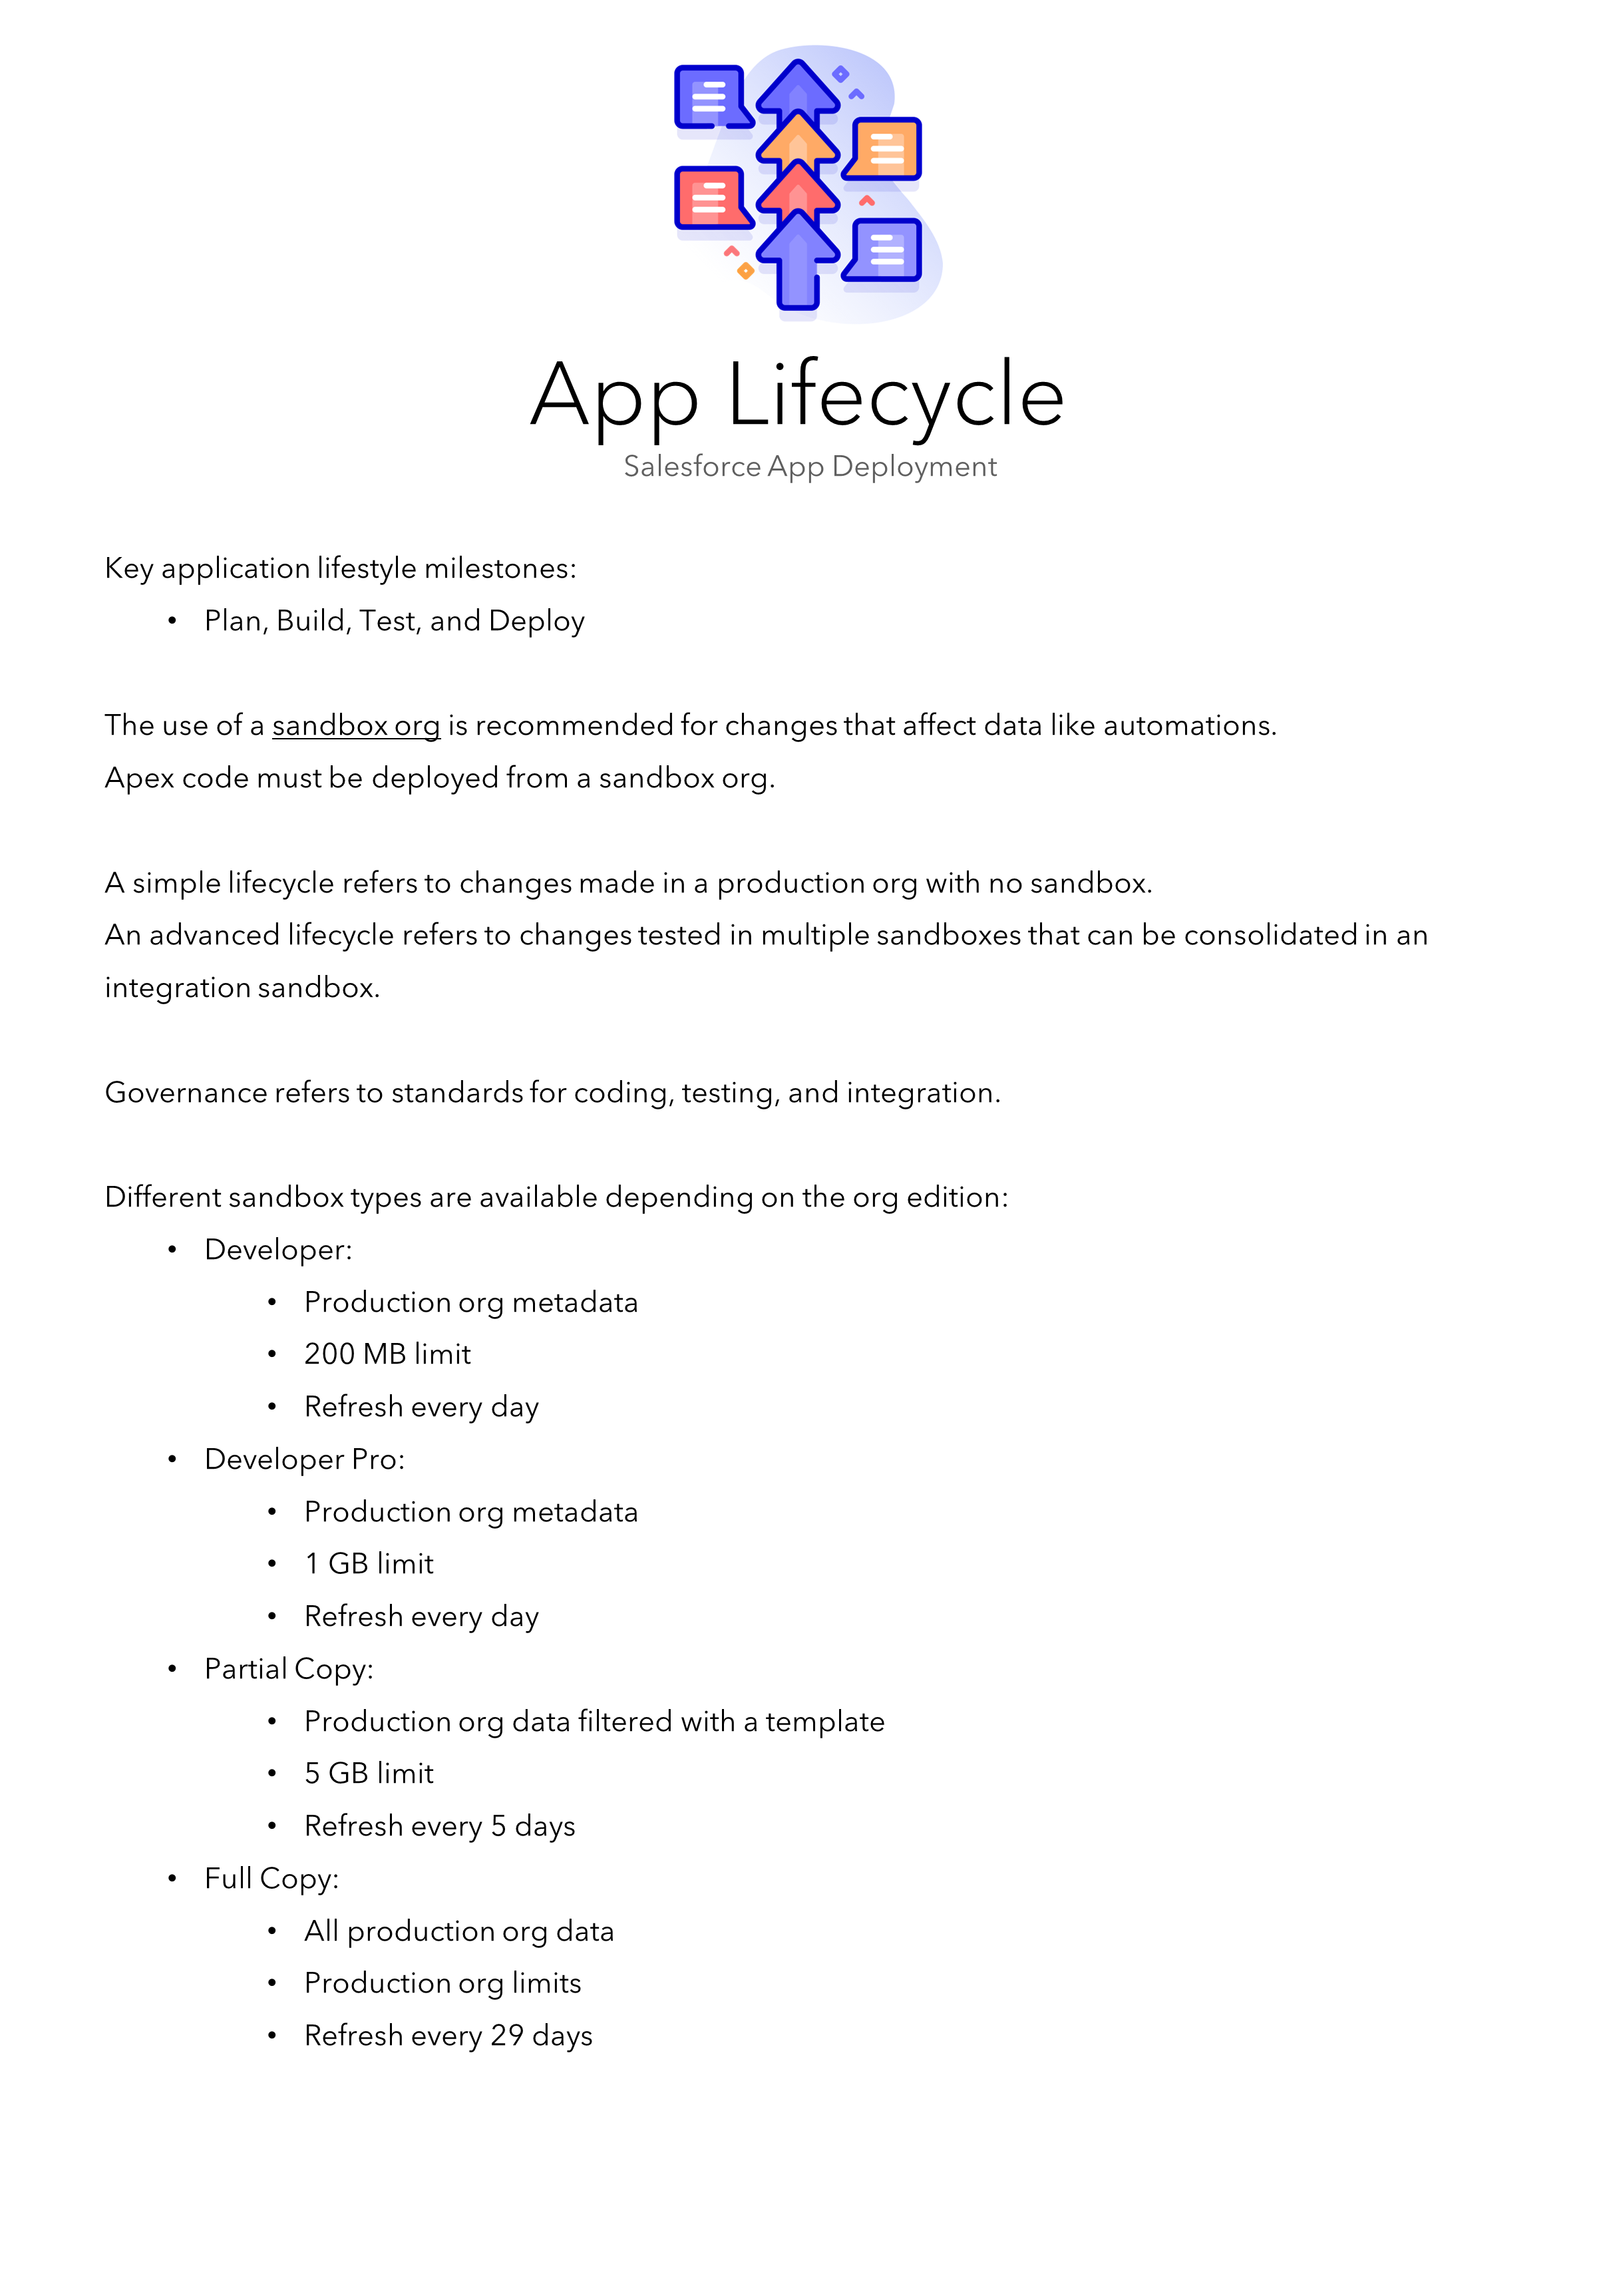 App Lifecycle
Salesforce App Deployment
Key application lifestyle milestones:
• Plan, Build, Test, and Deploy
The use of a sandbox org is recommended for changes that affect data like automations.
Apex code must be deployed from a sandbox org.
A simple lifecycle refers to changes made in a production org with no sandbox.
An advanced lifecycle refers to changes tested in multiple sandboxes that can be consolidated in an
integration sandbox.
Governance refers to standards for coding, testing, and integration.
Different sandbox types are available depending on the org edition:
• Developer:
• Production org metadata
• 200 MB limit
• Refresh every day
• Developer Pro:
• Production org metadata
• 1 GB limit
• Refresh every day
• Partial Copy:
• Production org data filtered with a template
• 5 GB limit
• Refresh every 5 days
• Full Copy:
• All production org data
• Production org limits
• Refresh every 29 days